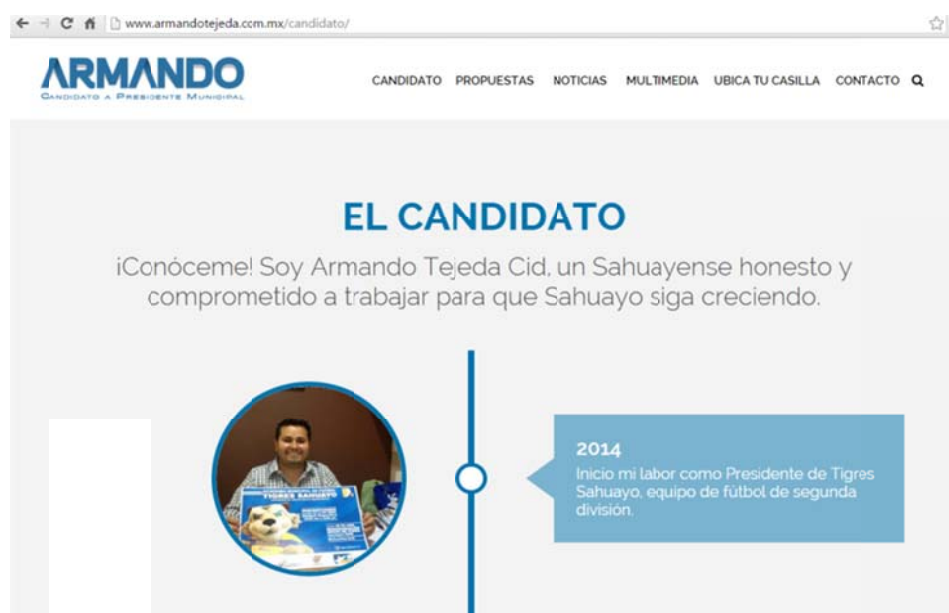 www.armandotejeda.com.mx/candidato/
ARMANDO
CANDIDATO A PRESIDENTE MUNICIPAL
CANDIDATO PROPUESTAS NOTICIAS MULTIMEDIA UBICA TU CASILLA CONTACTO
EL CANDIDATO
¡Conóceme! Soy Armando Tejeda Cid, un Sahuayense honesto y
comprometido a trabajar para que Sahuayo siga creciendo.
TIGRES SAHUAYO
2014
Inicio mi labor como Presidente de Tigres
Sahuayo, equipo de fútbol de segunda
división.